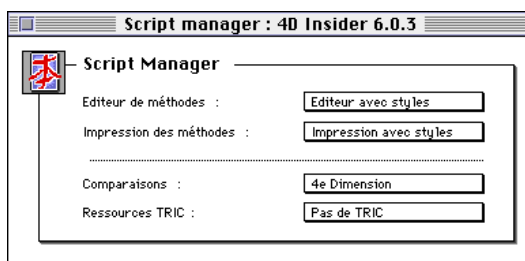 Script manager : 4D Insider 6.0.3
Script Manager
Editeur de méthodes : Editeur avec styles
Impression des méthodes : Impression avec styles
Comparaisons : 4e Dimension
Ressources TRIC : Pas de TRIC